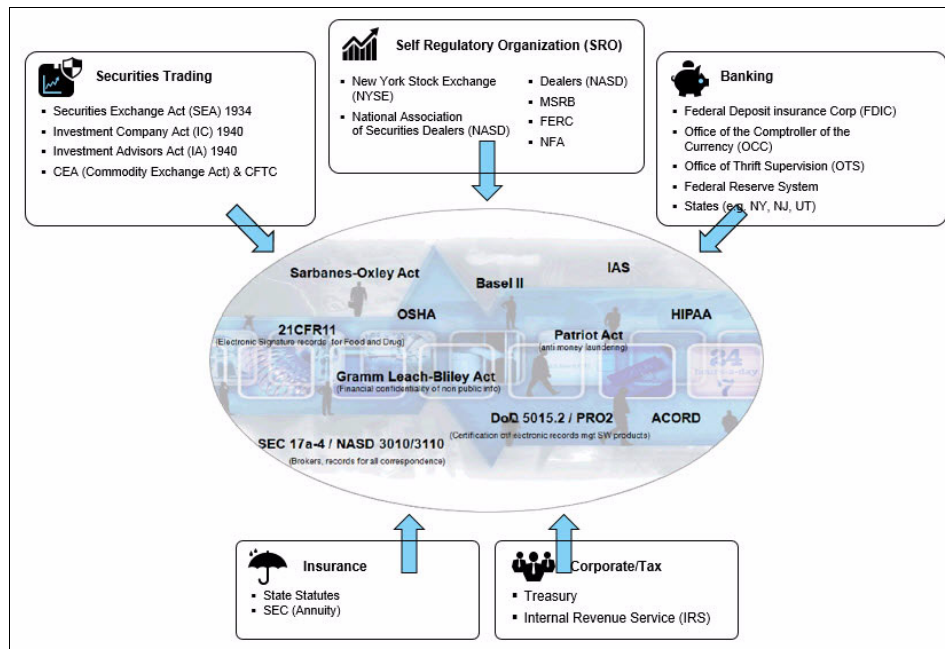 Self Regulatory Organization (SRO)
New York Stock Exchange
(NYSE)
National Association
of Securities Dealers (NASD)
Dealers (NASD)
MSRB
FERC
NFA
Securities Trading
Securities Exchange Act (SEA) 1934
Investment Company Act (IC) 1940
Investment Advisors Act (IA) 1940
CEA (Commodity Exchange Act) & CFTC
Banking
Federal Deposit insurance Corp (FDIC)
Office of the Comptroller of the
Currency (OCC)
Office of Thrift Supervision (OTS)
Federal Reserve System
States (e.g. NY, NJ, UT)
Sarbanes-Oxley Act
Basel II
IAS
OSHA
HIPAA
21CFR11
(Electronic Signature records for Food and Drug)
Patriot Act
(anti money laundering)
24
hours-a-day
7
Gramm Leach-Bliley Act
(Financial confidentiality of non public info)
DoD 5015.2 / PRO2
(Certification onf electronic records mgt SW products)
ACORD
SEC 17a-4 / NASD 3010/3110
(Brokers, records for all correspondence)
Insurance
State Statutes
SEC (Annuity)
Corporate/Tax
Treasury
Internal Revenue Service (IRS)